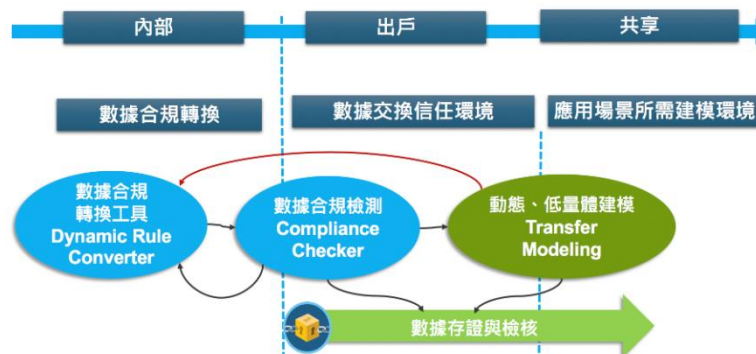 內部
出戶
共享
數據合規轉換
數據交換信任環境
應用場景所需建模環境
數據合規
轉換工具
Dynamic Rule
Converter
數據合規檢測
Compliance
Checker
動態、低量體建模
Transfer
Modeling
數據存證與檢核